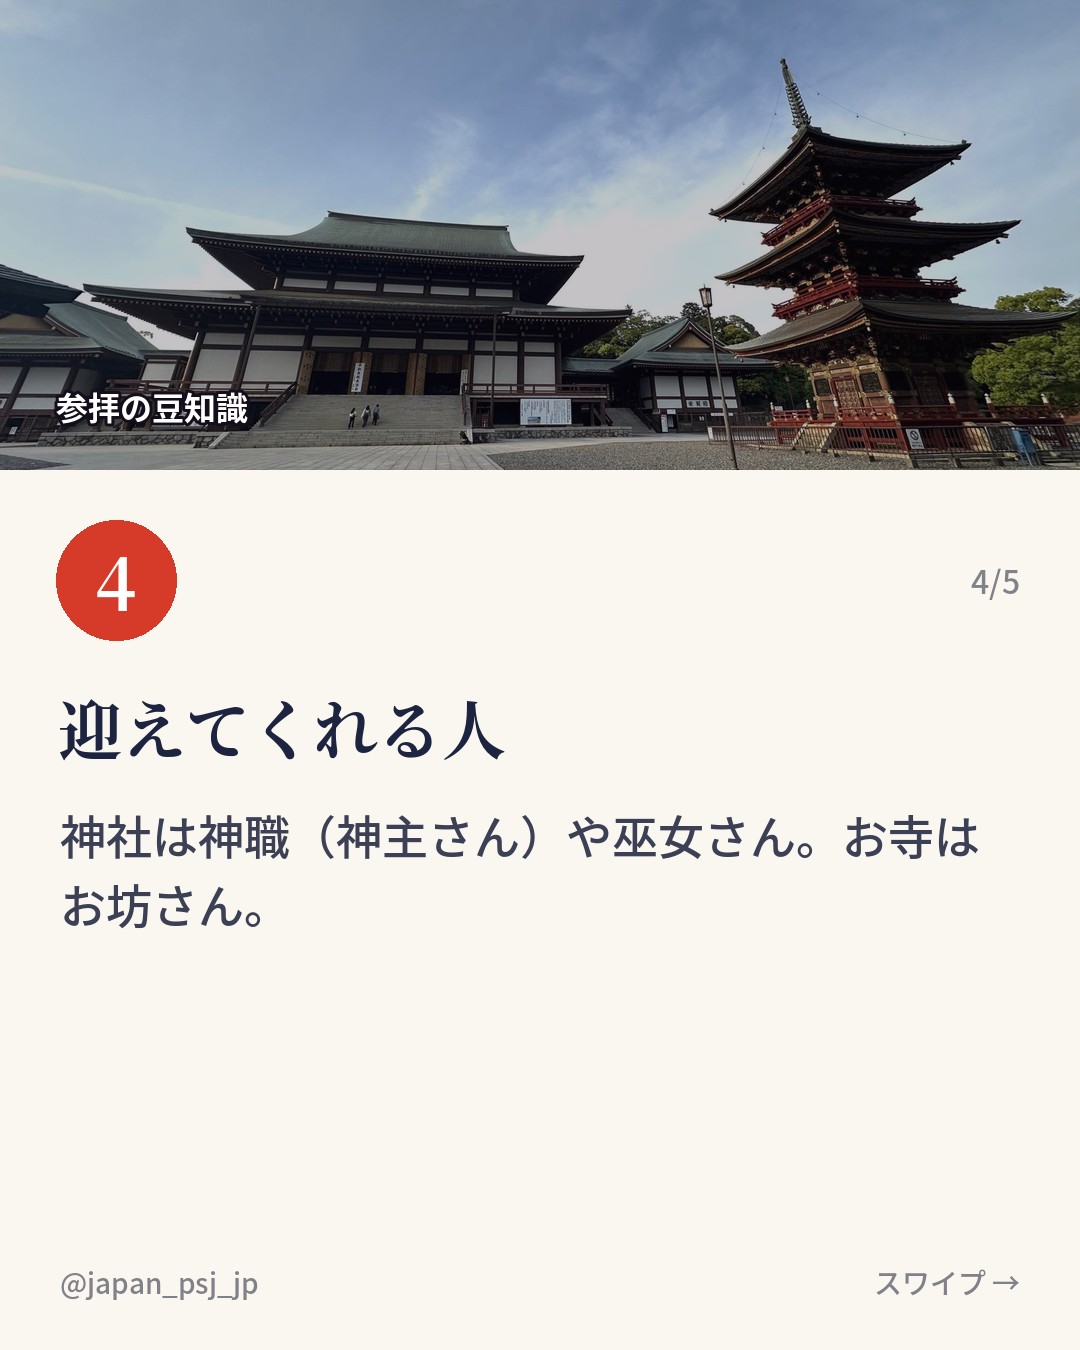 参拝の豆知識
4
4/5
迎えてくれる人
神社は神職（神主さん）や巫女さん。お寺は
お坊さん。
@japan_psj_jp
スワイプ →